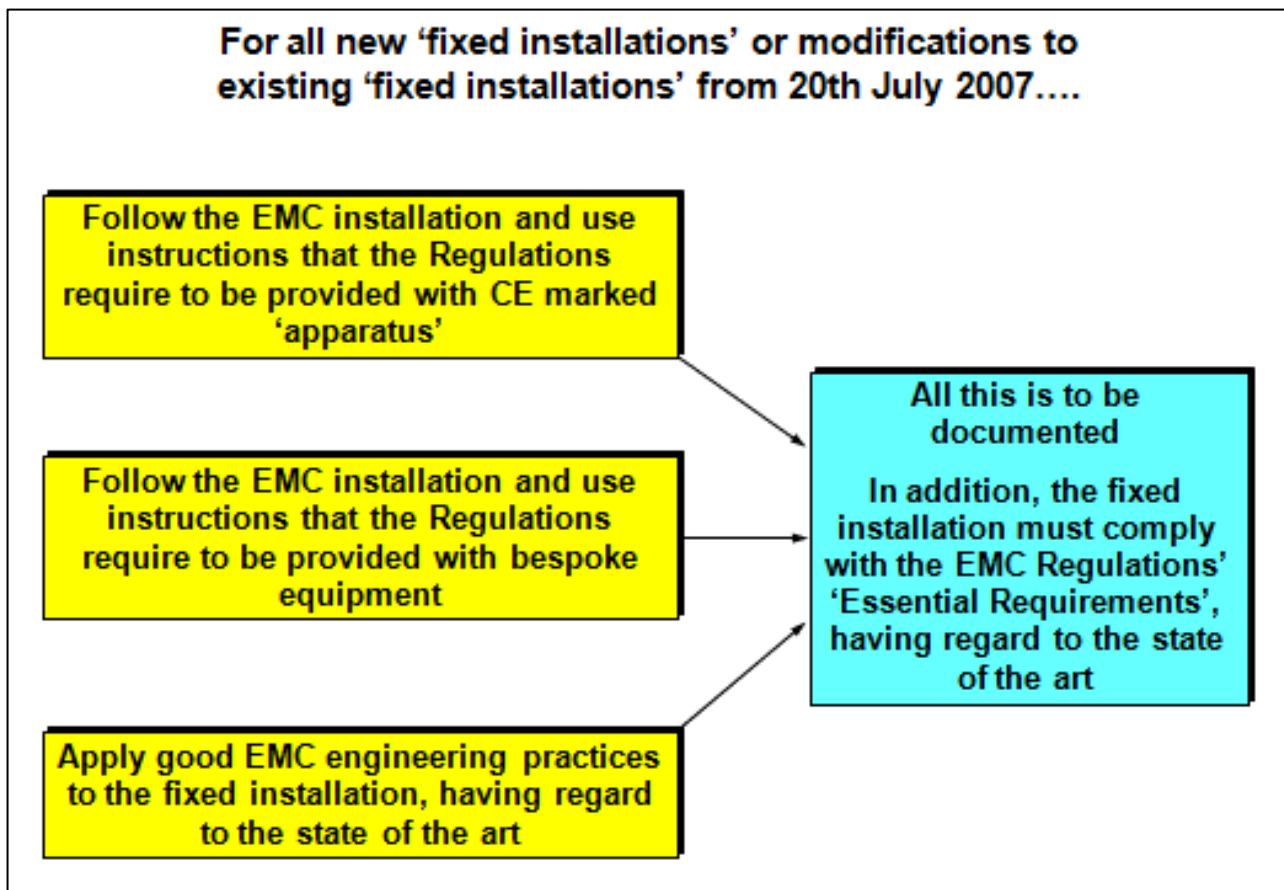 For all new ‘fixed installations’ or modifications to
existing ‘fixed installations’ from 20th July 2007....
Follow the EMC installation and use
instructions that the Regulations
require to be provided with CE marked
‘apparatus’
Follow the EMC installation and use
instructions that the Regulations
require to be provided with bespoke
equipment
Apply good EMC engineering practices
to the fixed installation, having regard
to the state of the art
All this is to be
documented
In addition, the fixed
installation must comply
with the EMC Regulations’
‘Essential Requirements’,
having regard to the state
of the art